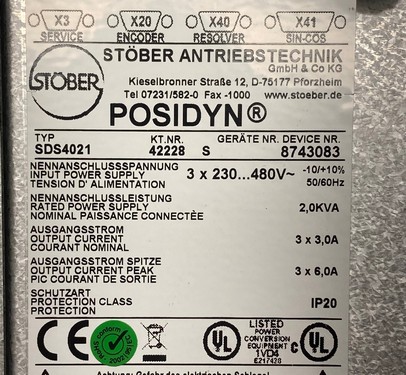 X3 X20 X40 X41
SERVICE ENCODER RESOLVER SIN-COS
STÖBER ANTRIEBSTECHNIK
GmbH & Co KG
STÖBER
Kieselbronner Straße 12, D-75177 Pforzheim
Tel 07231/582-0 Fax -1000 www.stoeber.de
POSIDYN®
TYP KT.NR. GERÄTE NR. DEVICE NR.
SDS4021 42228 S 8743083
NENNANSCHLUSSSPANNUNG
INPUT POWER SUPPLY 3 x 230...480V~ -10/+10%
TENSION D' ALIMENTATION 50/60Hz
NENNANSCHLUSSLEISTUNG
RATED POWER SUPPLY 2,0KVA
NOMINAL PAISSANCE CONNECTÉE
AUSGANGSSTROM
OUTPUT CURRENT 3 x 3,0A
COURANT NOMINAL
AUSGANGSSTROM SPITZE
OUTPUT CURRENT PEAK 3 x 6,0A
PIC COURANT DE SORTIE
SCHUTZART
PROTECTION CLASS IP20
PROTECTION
CE UL LISTED UL
POWER
CONVERSION
EQUIPMENT C
1VD4
E217428